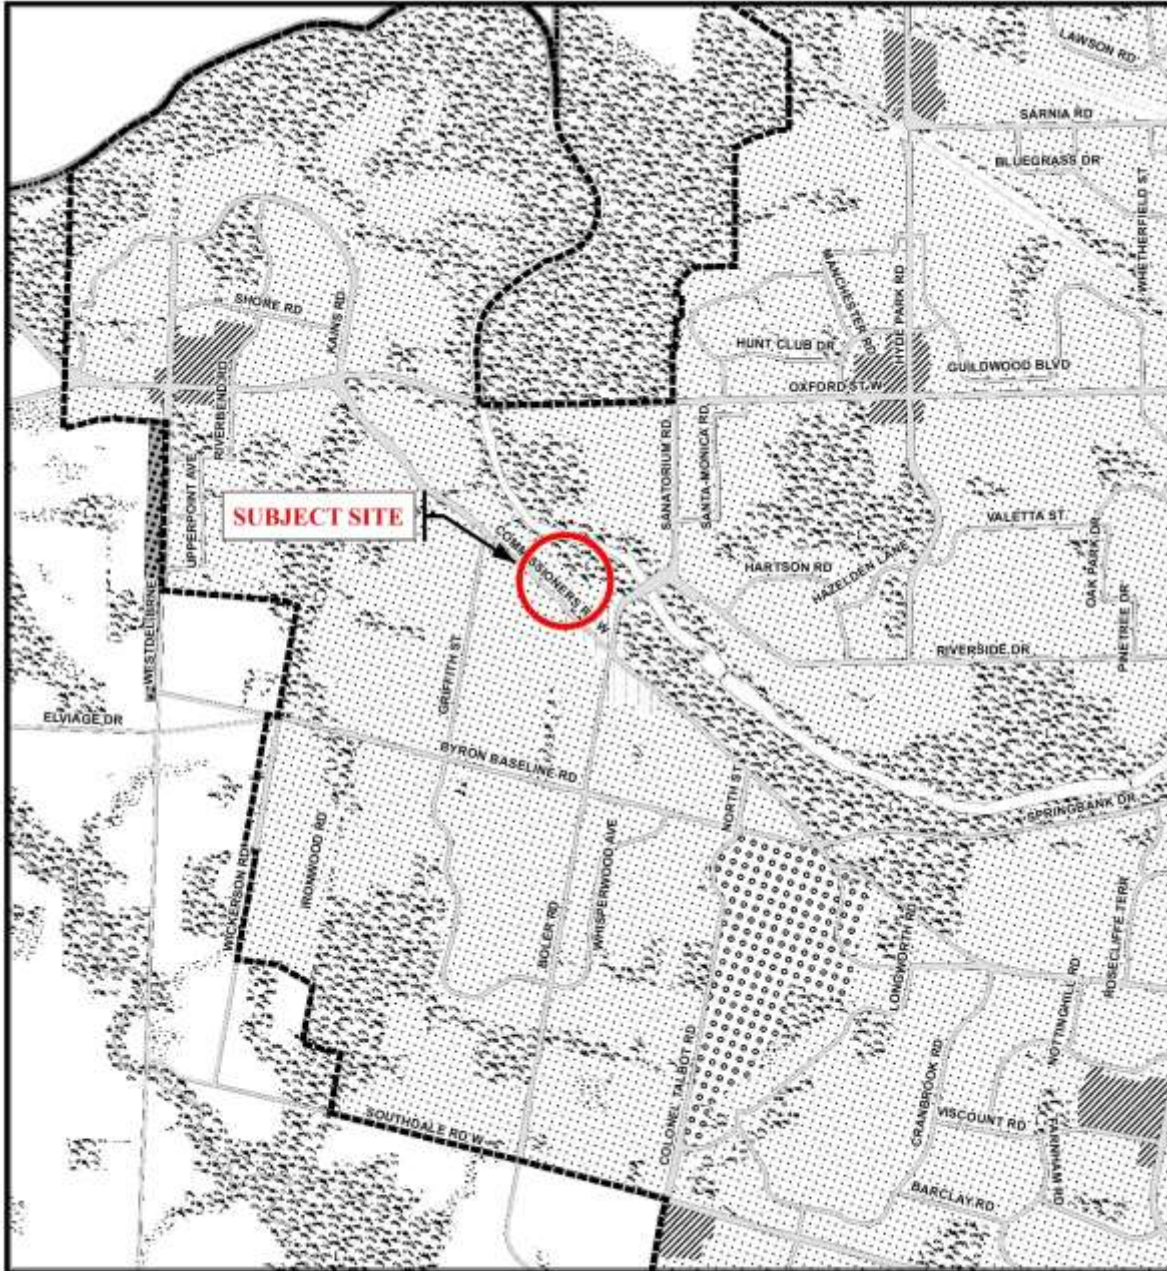 LAWSON RD
SARNIA RD
BLUEGRASS DR
WHETHERFIELD ST
MANCHESTER RD
HYDE PARK RD
SHORE RD
KAINS RD
HUNT CLUB DR
GUILDWOOD BLVD
OXFORD ST W
RIVERBEND RD
SANATORIUM RD
SANTA MONICA RD
UPPERPOINT AVE
SUBJECT SITE
VALETTA ST
COMMISSIONERS RD W
HARTSON RD
HAZELDEN LANE
OAK PARK DR
PINETREE DR
WESTDEL BRNE
RIVERSIDE DR
GRIFFITH ST
ELVIAGE DR
BYRON BASELINE RD
NORTH ST
SPRINGBANK DR
IRONWOOD RD
WICKERSON RD
WHISPERWOOD AVE
BOLER RD
LONGWORTH RD
ROSECLIFFE TERR
NOTTINGHILL RD
COLONEL TALBOT RD
CRANBROOK RD
SOUTHDALE RD W
VISCOUNT RD
FARNHAM RD
BARCLAY RD